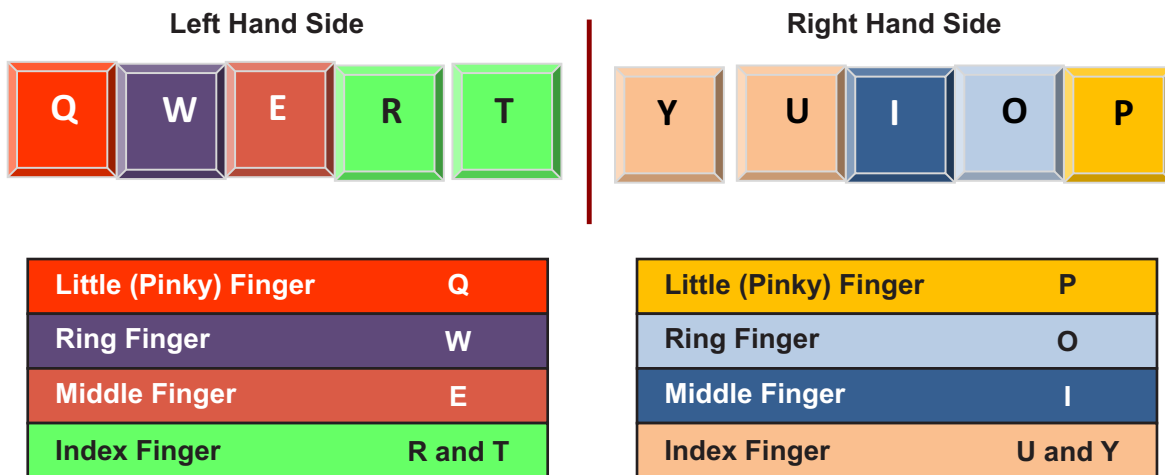 Left Hand Side
Right Hand Side
Q W E R T
Y U I O P
Little (Pinky) Finger Q
Ring Finger W
Middle Finger E
Index Finger R and T
Little (Pinky) Finger P
Ring Finger O
Middle Finger I
Index Finger U and Y